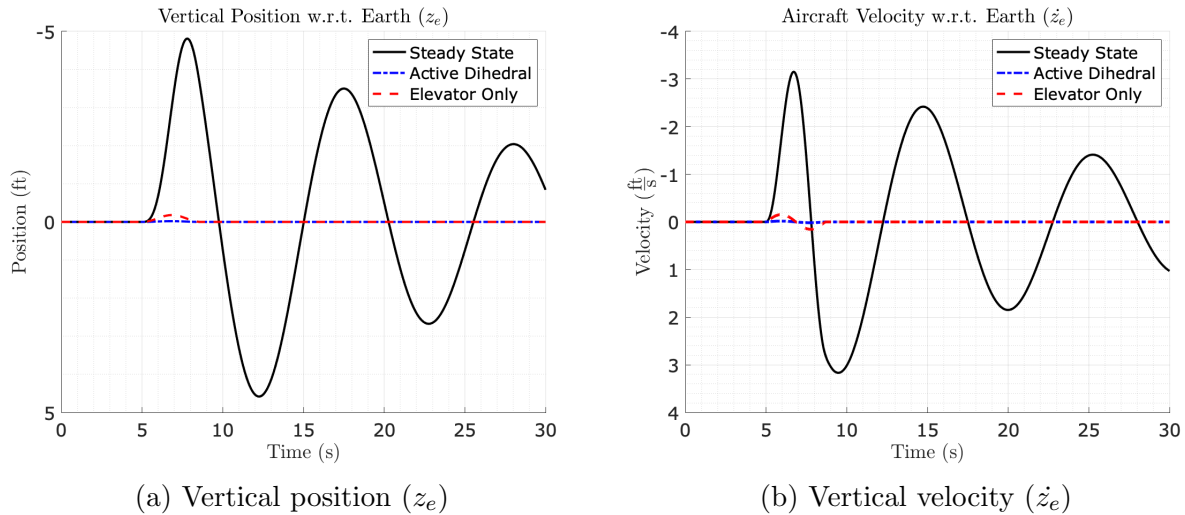 Vertical Position w.r.t. Earth (z_e)
-5
0
5
Position (ft)
Steady State
Active Dihedral
Elevator Only
0 5 10 15 20 25 30
Time (s)
(a) Vertical position (z_e)
Aircraft Velocity w.r.t. Earth (ż_e)
-4
-3
-2
-1
0
1
2
3
4
Velocity (ft/s)
Steady State
Active Dihedral
Elevator Only
0 5 10 15 20 25 30
Time (s)
(b) Vertical velocity (ż_e)